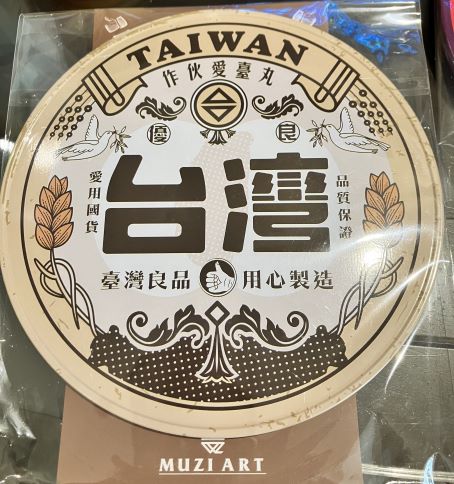 TAIWAN
作伙愛臺丸
優 良
愛用國貨
台灣
品質保證
臺灣良品 用心製造
MUZI ART